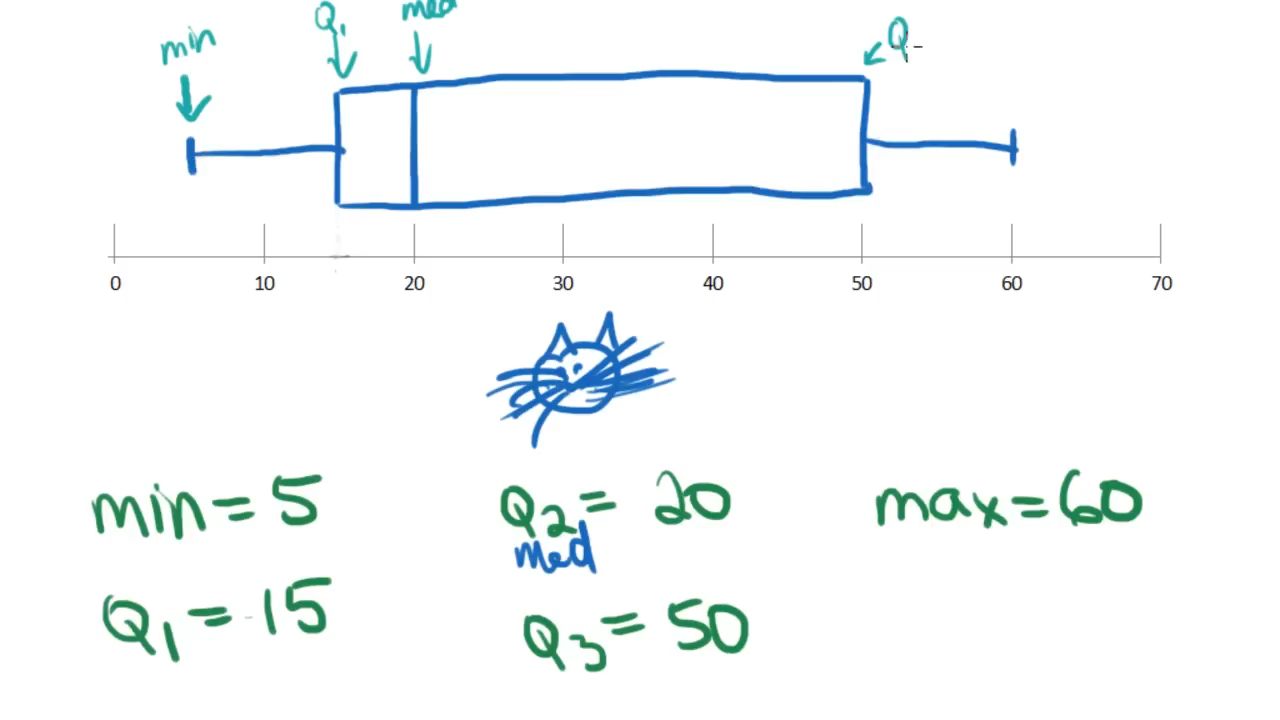 min
Q1
med
Q
0 10 20 30 40 50 60 70
min = 5
Q2 = 20
med
max = 60
Q1 = 15
Q3 = 50